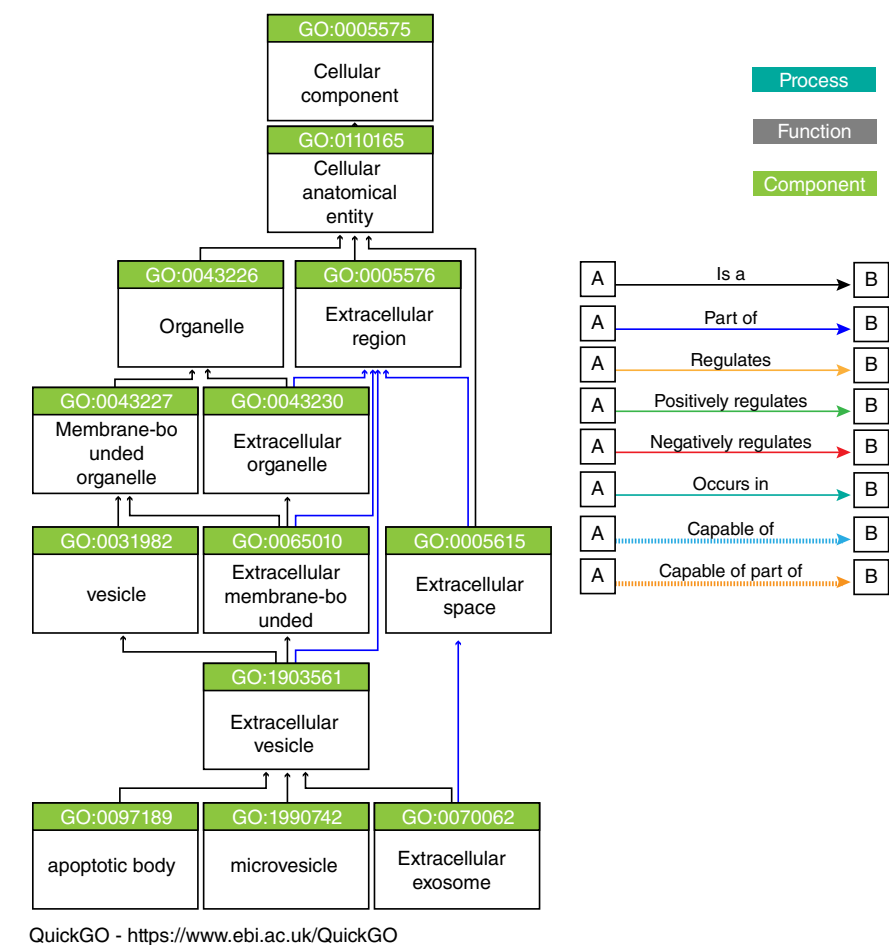 GO:0005575
Cellular
component
GO:0110165
Cellular
anatomical
entity
GO:0043226
Organelle
GO:0005576
Extracellular
region
GO:0043227
Membrane-bo
unded
organelle
GO:0043230
Extracellular
organelle
GO:0031982
vesicle
GO:0065010
Extracellular
membrane-bo
unded
GO:0005615
Extracellular
space
GO:1903561
Extracellular
vesicle
GO:0097189
apoptotic body
GO:1990742
microvesicle
GO:0070062
Extracellular
exosome
Process
Function
Component
A Is a B
A Part of B
A Regulates B
A Positively regulates B
A Negatively regulates B
A Occurs in B
A Capable of B
A Capable of part of B
QuickGO - https://www.ebi.ac.uk/QuickGO